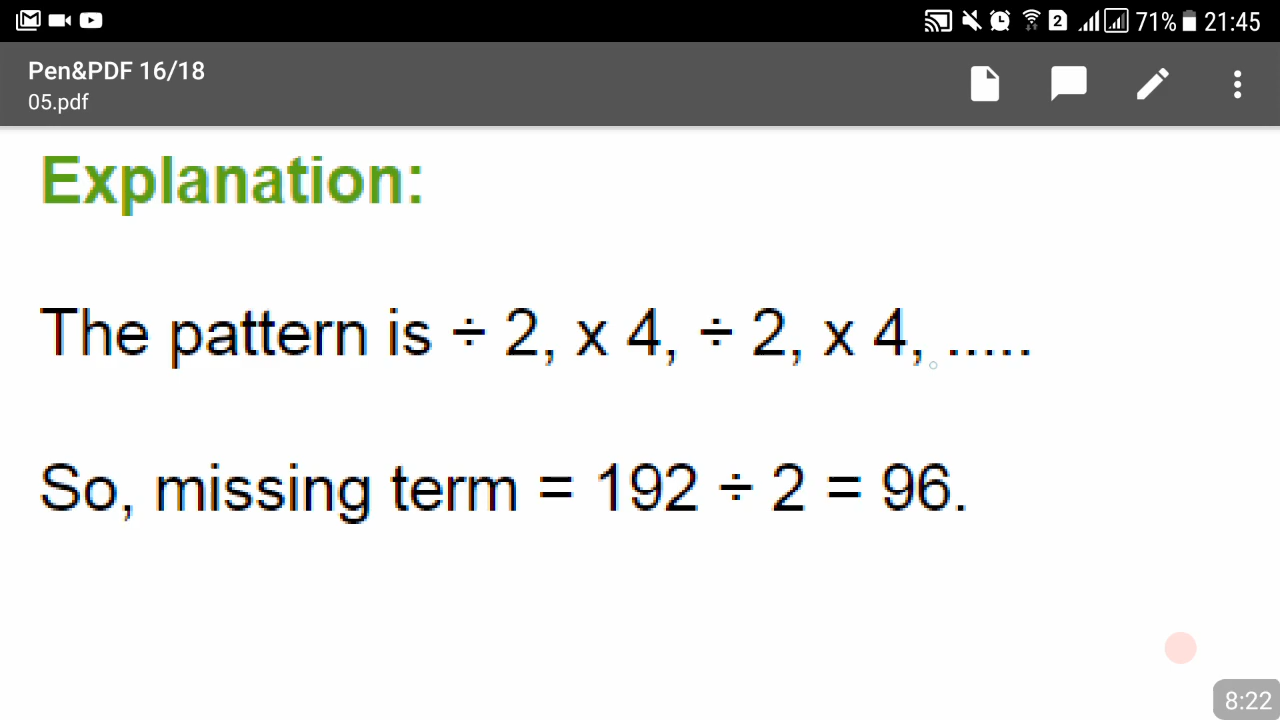 2 71% 21:45
Pen&PDF 16/18
05.pdf
Explanation:
The pattern is ÷ 2, x 4, ÷ 2, x 4, .....
So, missing term = 192 ÷ 2 = 96.
8:22